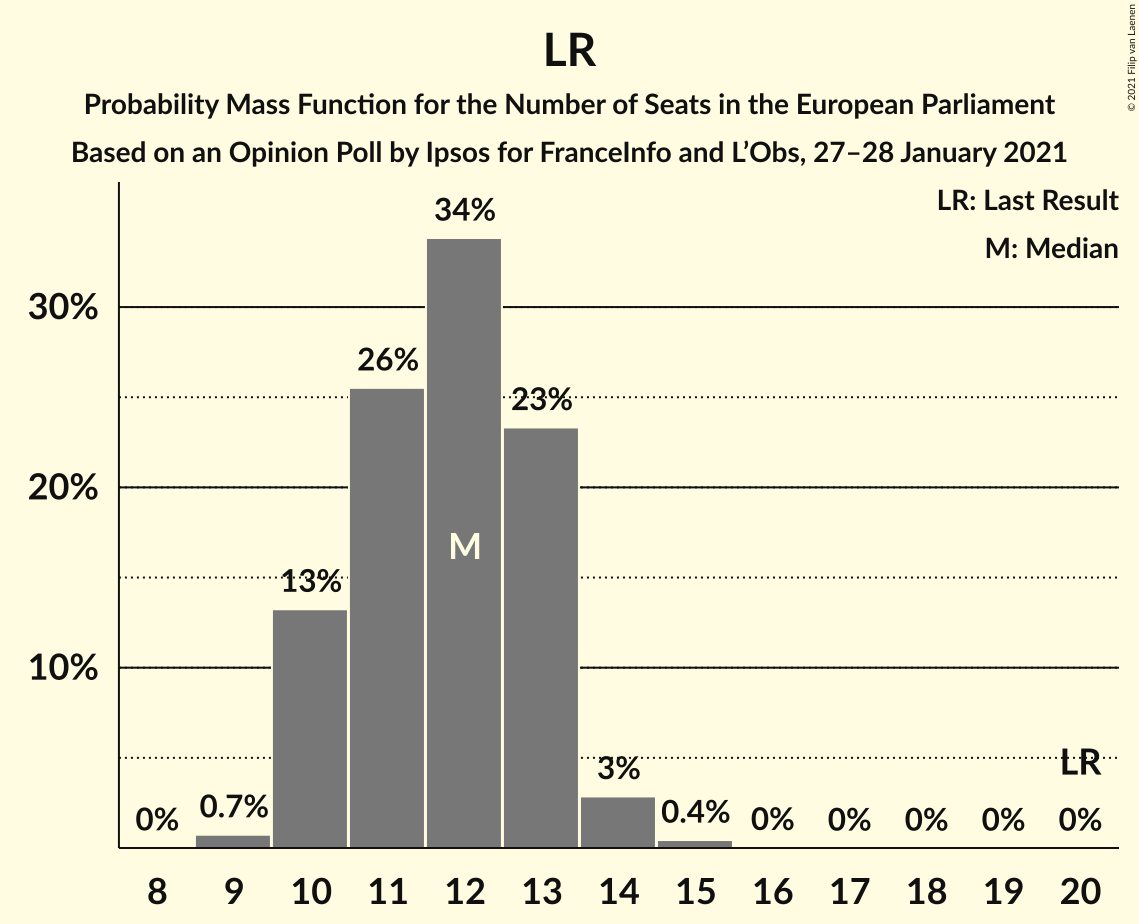 LR
Probability Mass Function for the Number of Seats in the European Parliament
Based on an Opinion Poll by Ipsos for FranceInfo and L’Obs, 27–28 January 2021
© 2021 Filip van Laenen
LR: Last Result
M: Median
34%
30%
26%
23%
20%
M
13%
10%
LR
3%
0%
0.7%
0.4%
0%
0%
0%
0%
0%
8 9 10 11 12 13 14 15 16 17 18 19 20